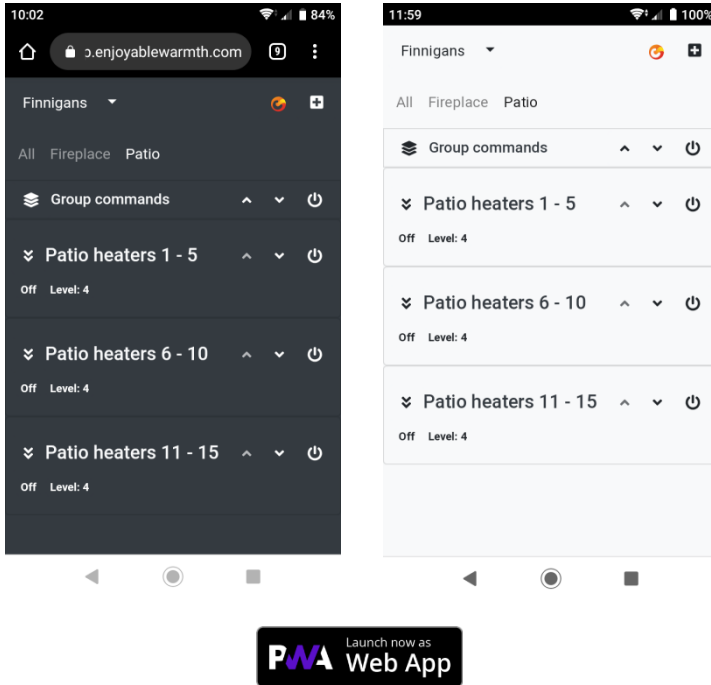 10:02
84%
ɔ.enjoyablewarmth.com
9
Finnigans
All Fireplace Patio
Group commands
Patio heaters 1 - 5
Off Level: 4
Patio heaters 6 - 10
Off Level: 4
Patio heaters 11 - 15
Off Level: 4
11:59
100%
Finnigans
All Fireplace Patio
Group commands
Patio heaters 1 - 5
Off Level: 4
Patio heaters 6 - 10
Off Level: 4
Patio heaters 11 - 15
Off Level: 4
PWA
Launch now as
Web App